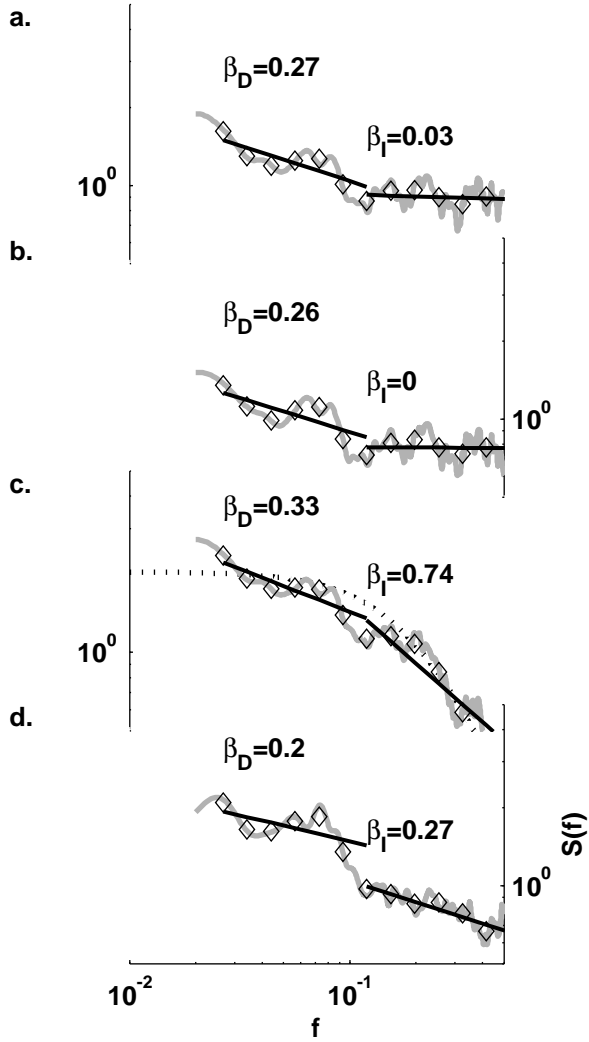 a.
β_D=0.27
β_I=0.03
10^0
b.
β_D=0.26
β_I=0
10^0
c.
β_D=0.33
β_I=0.74
10^0
d.
β_D=0.2
β_I=0.27
S(f)
10^0
10^-2
10^-1
f